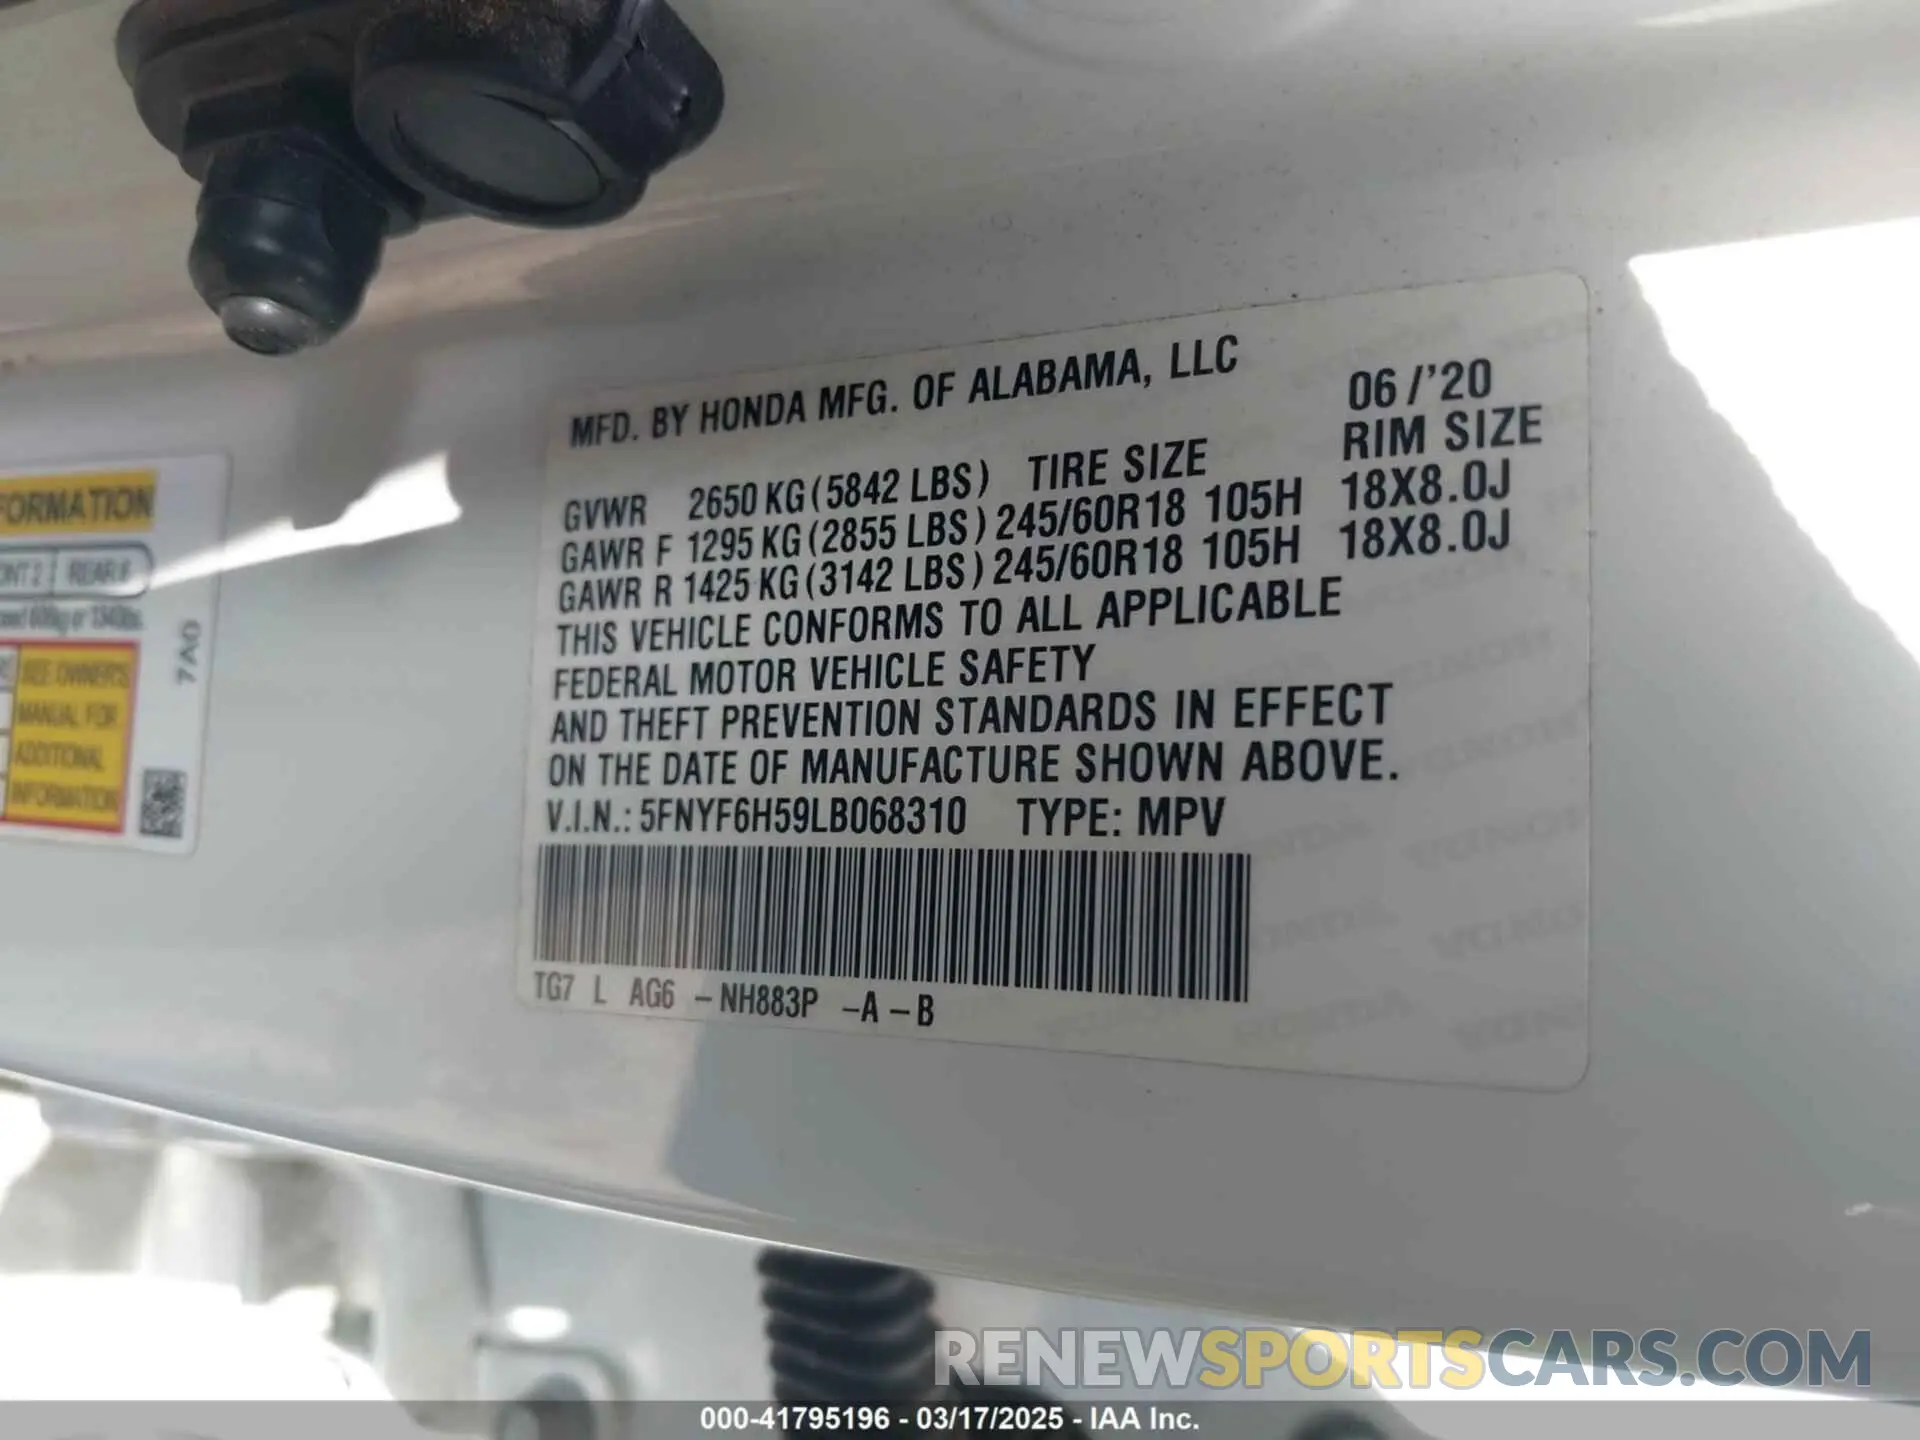 MFD. BY HONDA MFG. OF ALABAMA, LLC 06/'20
GVWR 2650 KG (5842 LBS) TIRE SIZE RIM SIZE
GAWR F 1295 KG (2855 LBS) 245/60R18 105H 18X8.0J
GAWR R 1425 KG (3142 LBS) 245/60R18 105H 18X8.0J
THIS VEHICLE CONFORMS TO ALL APPLICABLE
FEDERAL MOTOR VEHICLE SAFETY
AND THEFT PREVENTION STANDARDS IN EFFECT
ON THE DATE OF MANUFACTURE SHOWN ABOVE.
V.I.N.: 5FNYF6H59LB068310 TYPE: MPV
TG7 L AG6 - NH883P - A - B
FORMATION
REAR
7A0
SEE OWNER'S
MANUAL FOR
ADDITIONAL
INFORMATION
RENEWSPORTSCARS.COM
000-41795196 - 03/17/2025 - IAA Inc.